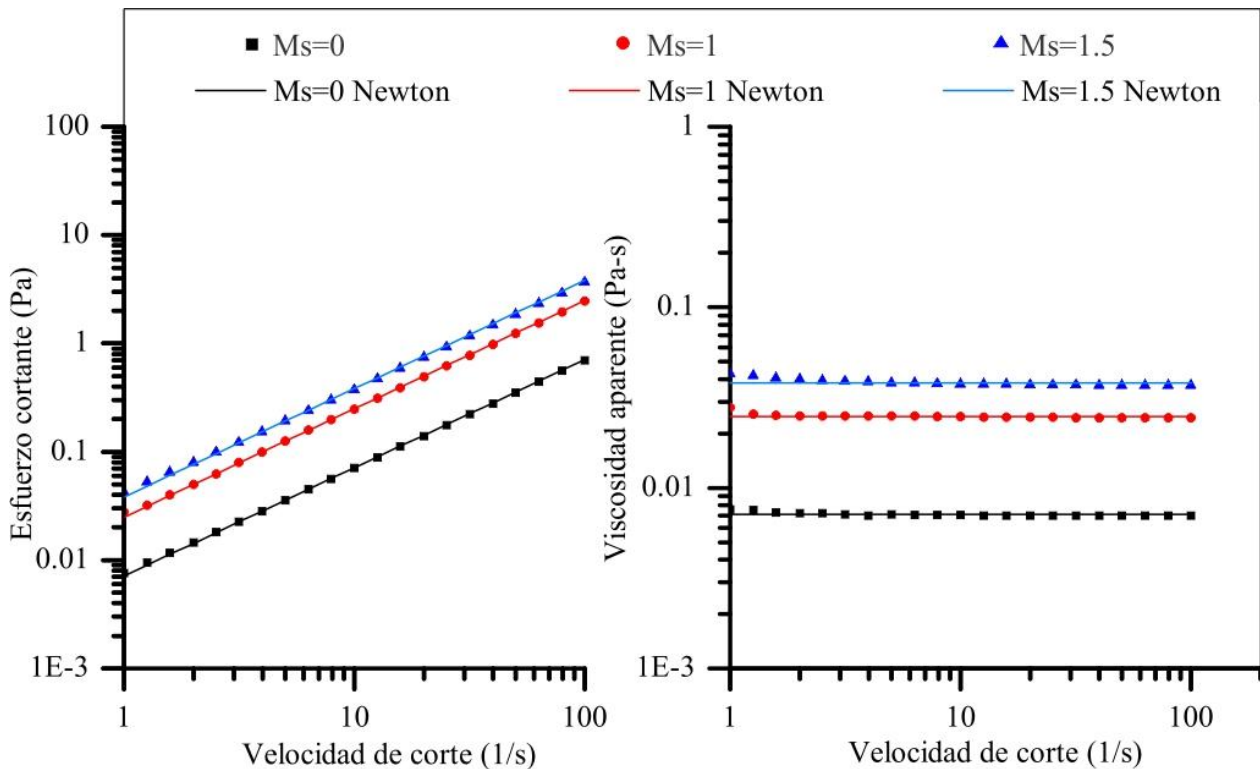 Ms=0 Ms=1 Ms=1.5
Ms=0 Newton Ms=1 Newton Ms=1.5 Newton
Esfuerzo cortante (Pa)
100
10
1
0.1
0.01
1E-3
1 10 100
Velocidad de corte (1/s)
Viscosidad aparente (Pa-s)
1
0.1
0.01
1E-3
1 10 100
Velocidad de corte (1/s)